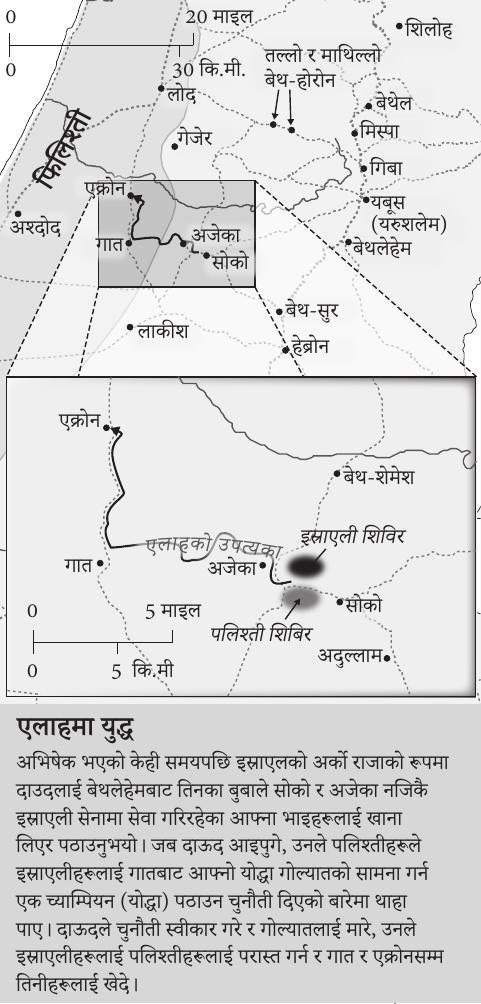 0 20 माइल
0 30 कि.मी.
शिलोह
तल्लो र माथिल्लो
बेथ-होरोन
लोद
बेथेल
मिस्पा
गेजेर
फिलिश्ती
गिबा
एक्रोन
यबूस
(यरुशलेम)
अश्दोद
गात
अजेका
सोको
बेथलेहेम
बेथ-सुर
लाकीश
हेब्रोन
एक्रोन
बेथ-शेमेश
एलाहको उपत्यका
इस्राएली शिविर
गात
अजेका
0 5 माइल
सोको
पलिश्ती शिबिर
0 5 कि.मी
अदुल्लाम
एलाहमा युद्ध
अभिषेक भएको केही समयपछि इस्राएलको अर्को राजाको रूपमा
दाउदलाई बेथलेहेमबाट तिनका बुबाले सोको र अजेका नजिकै
इस्राएली सेनामा सेवा गरिरहेका आफ्ना भाइहरूलाई खाना
लिएर पठाउनुभयो। जब दाऊद आइपुगे, उनले पलिश्तीहरूले
इस्राएलीहरूलाई गातबाट आफ्नो योद्धा गोल्यातको सामना गर्न
एक च्याम्पियन (योद्धा) पठाउन चुनौती दिएको बारेमा थाहा
पाए। दाऊदले चुनौती स्वीकार गरे र गोल्यातलाई मारे, उनले
इस्राएलीहरूलाई पलिश्तीहरूलाई परास्त गर्न र गात र एक्रोनसम्म
तिनीहरूलाई खेदे।